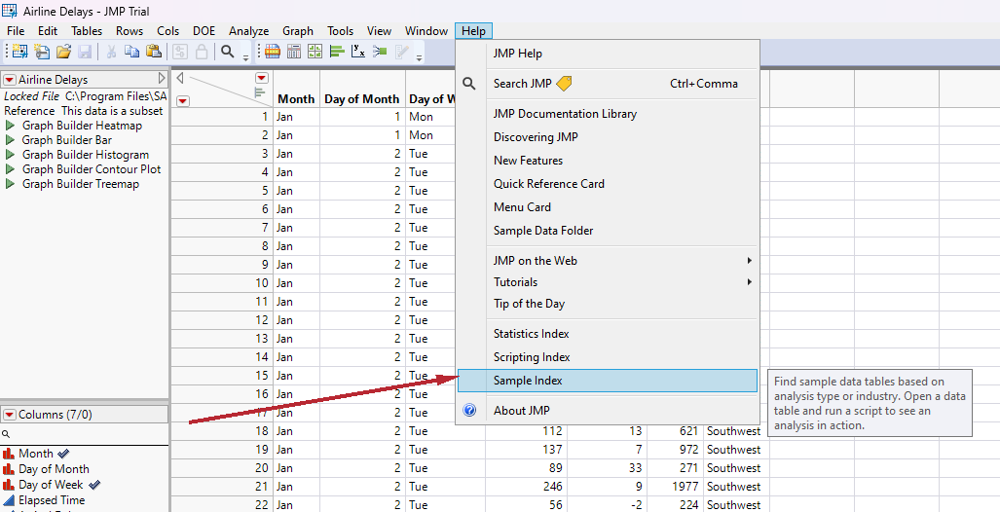 Airline Delays - JMP Trial
File Edit Tables Rows Cols DOE Analyze Graph Tools View Window Help
Airline Delays
Locked File C:\Program Files\SA
Reference This data is a subset
Graph Builder Heatmap
Graph Builder Bar
Graph Builder Histogram
Graph Builder Contour Plot
Graph Builder Treemap
Columns (7/0)
Month
Day of Month
Day of Week
Elapsed Time
Month Day of Month Day of W
1 Jan 1 Mon
2 Jan 1 Mon
3 Jan 2 Tue
4 Jan 2 Tue
5 Jan 2 Tue
6 Jan 2 Tue
7 Jan 2 Tue
8 Jan 2 Tue
9 Jan 2 Tue
10 Jan 2 Tue
11 Jan 2 Tue
12 Jan 2 Tue
13 Jan 2 Tue
14 Jan 2 Tue
15 Jan 2 Tue
16 Jan 2 Tue
17 Jan 2 Tue
18 Jan 2 Tue 112 13 621 Southwest
19 Jan 2 Tue 137 7 972 Southwest
20 Jan 2 Tue 89 33 271 Southwest
21 Jan 2 Tue 246 9 1977 Southwest
22 Jan 2 Tue 56 -2 224 Southwest
JMP Help
Search JMP Ctrl+Comma
JMP Documentation Library
Discovering JMP
New Features
Quick Reference Card
Menu Card
Sample Data Folder
JMP on the Web
Tutorials
Tip of the Day
Statistics Index
Scripting Index
Sample Index
About JMP
Find sample data tables based on
analysis type or industry. Open a data
table and run a script to see an
analysis in action.